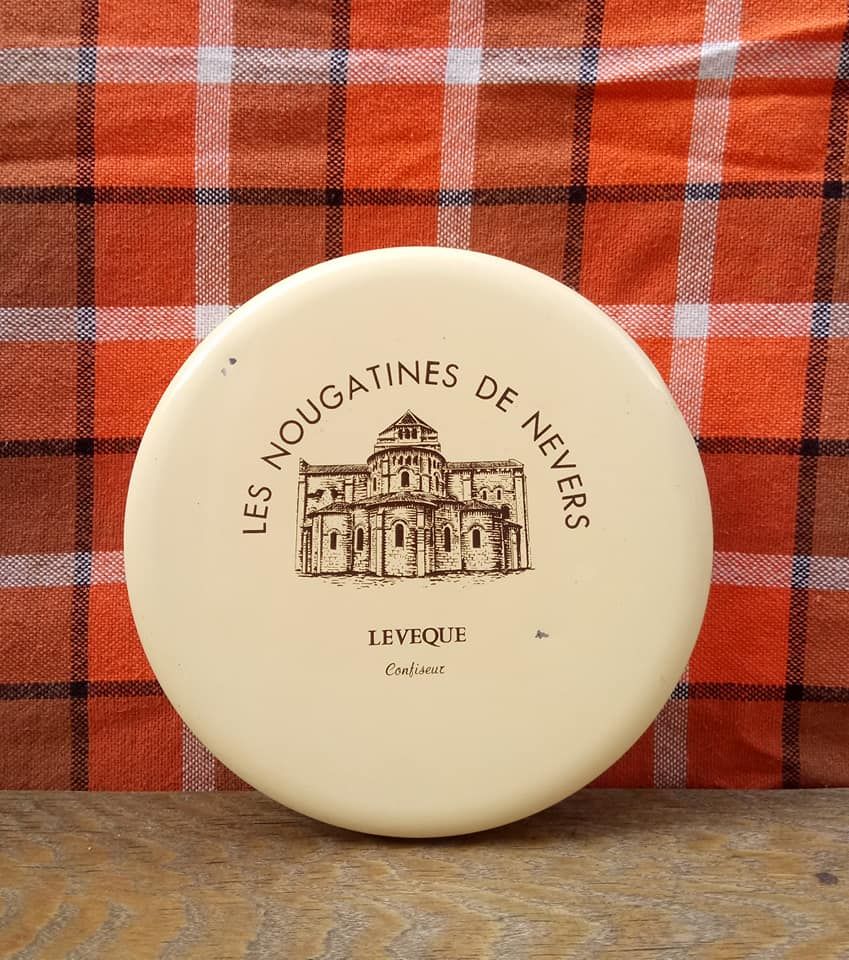 LES NOUGATINES DE NEVERS
LEVEQUE
Confiseur